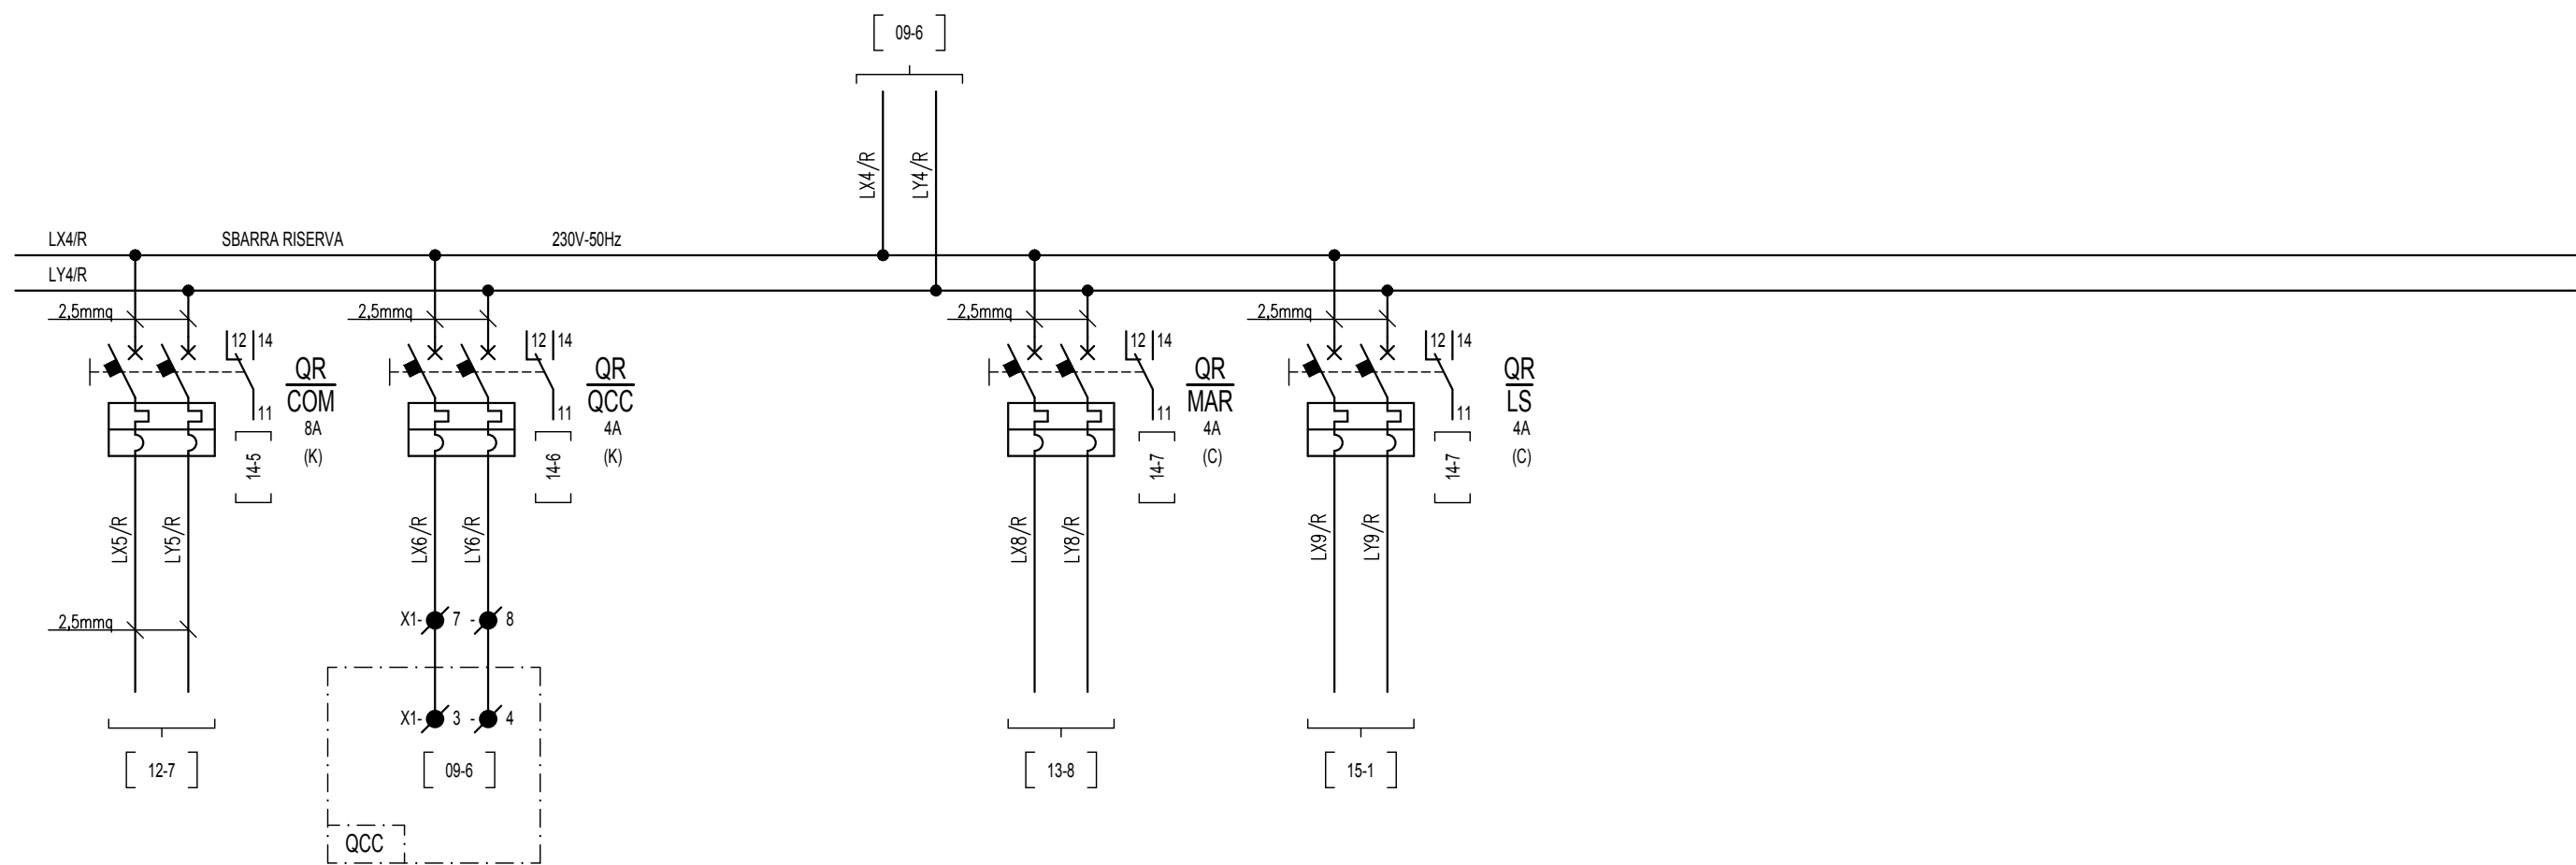 09-6
LX4/R
LY4/R
LX4/R SBARRA RISERVA 230V-50Hz
LY4/R
2,5mmq 2,5mmq 2,5mmq 2,5mmq
12 14 12 14 12 14 12 14
QR QR QR QR
COM QCC MAR LS
11 11 11 11
8A 4A 4A 4A
(K) (K) (C) (C)
14-5 14-6 14-7 14-7
LX5/R LY5/R LX6/R LY6/R LX8/R LY8/R LX9/R LY9/R
2,5mmq X1- 7 - 8
X1- 3 - 4
12-7 09-6 13-8 15-1
QCC